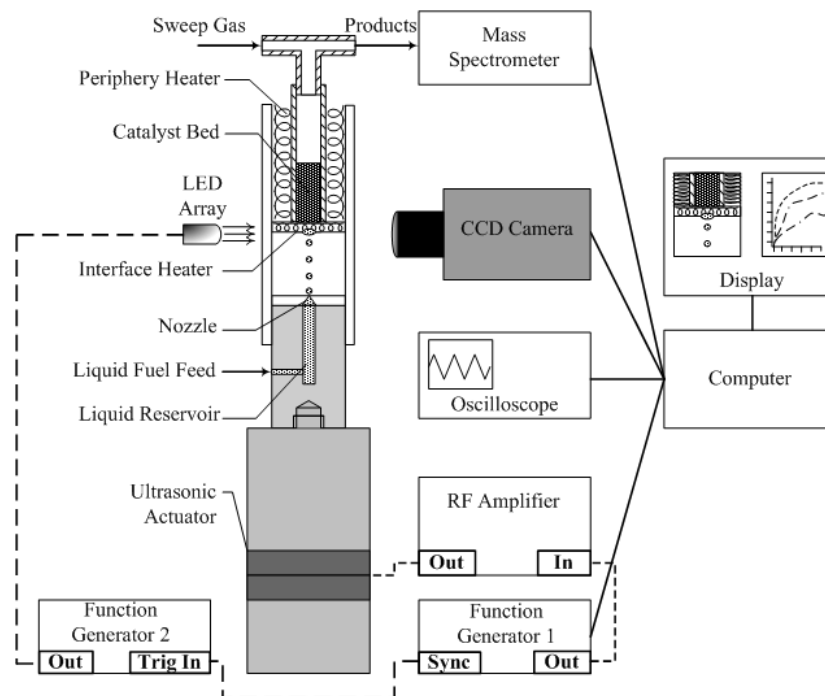 Sweep Gas
Products
Mass
Spectrometer
Periphery Heater
Catalyst Bed
LED
Array
CCD Camera
Interface Heater
Display
Nozzle
Liquid Fuel Feed
Liquid Reservoir
Oscilloscope
Computer
Ultrasonic
Actuator
RF Amplifier
Out
In
Function
Generator 2
Out
Trig In
Function
Generator 1
Sync
Out